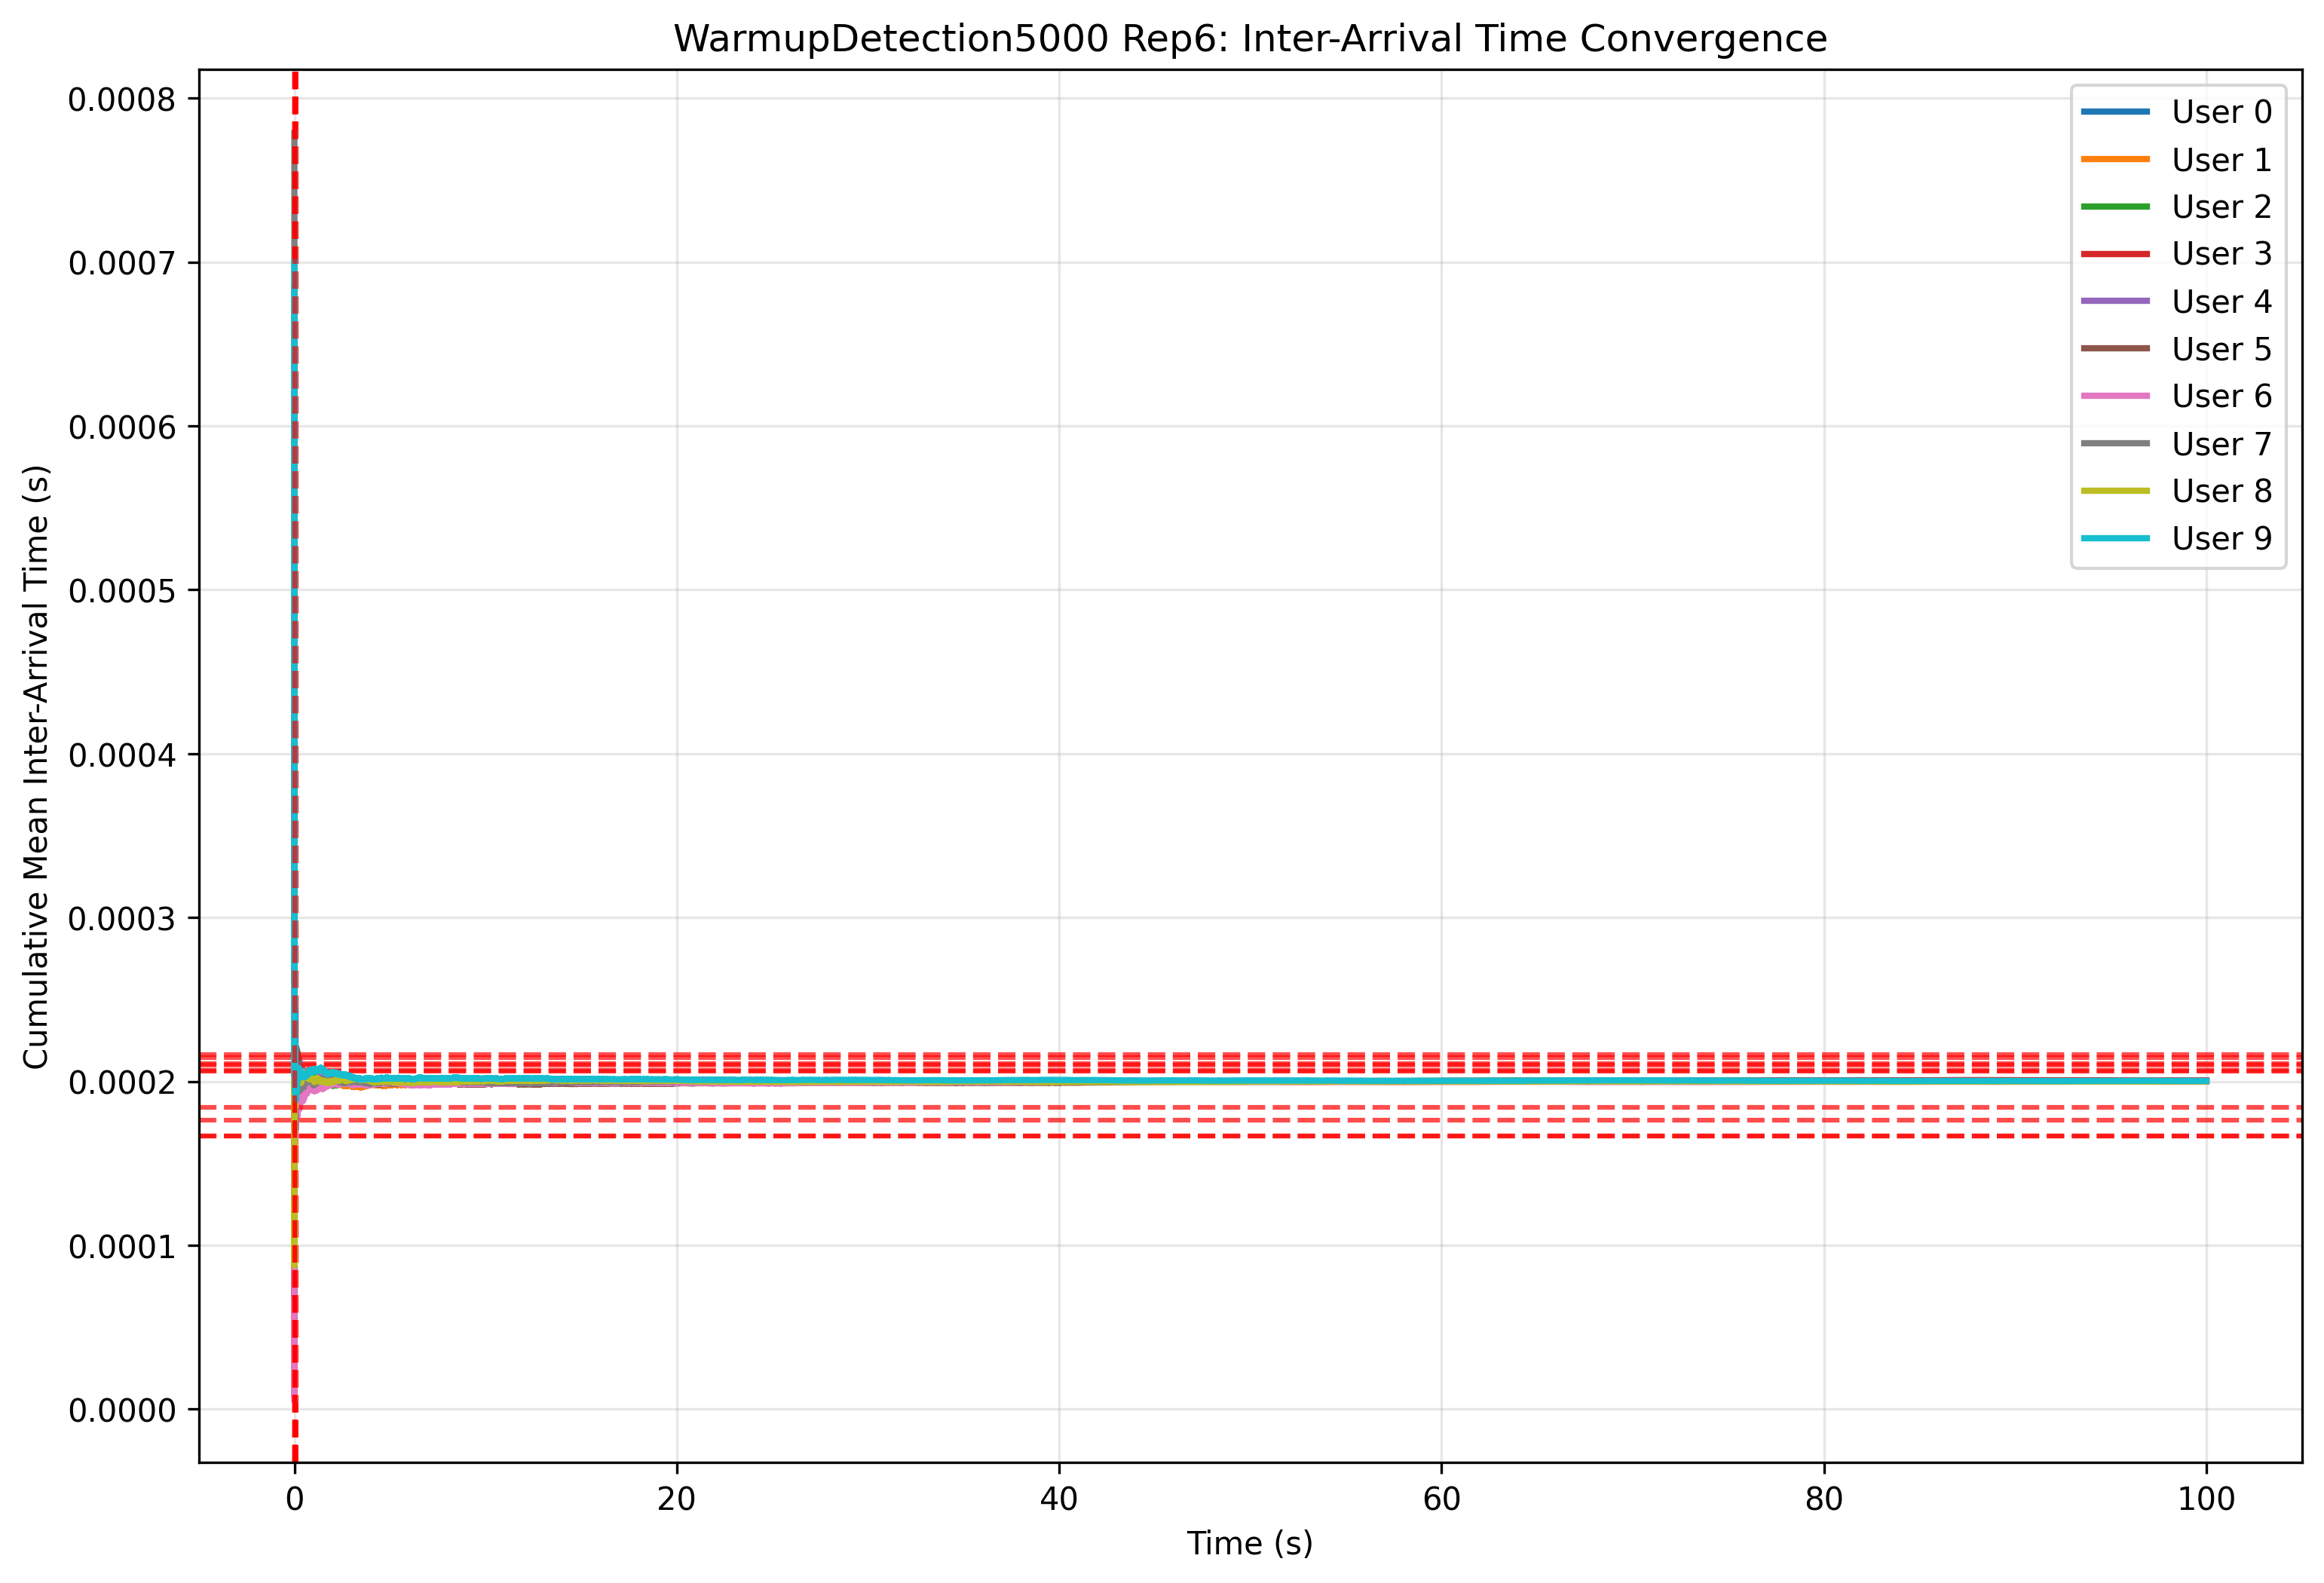 WarmupDetection5000 Rep6: Inter-Arrival Time Convergence
Cumulative Mean Inter-Arrival Time (s)
0.0008
0.0007
0.0006
0.0005
0.0004
0.0003
0.0002
0.0001
0.0000
User 0
User 1
User 2
User 3
User 4
User 5
User 6
User 7
User 8
User 9
0 20 40 60 80 100
Time (s)